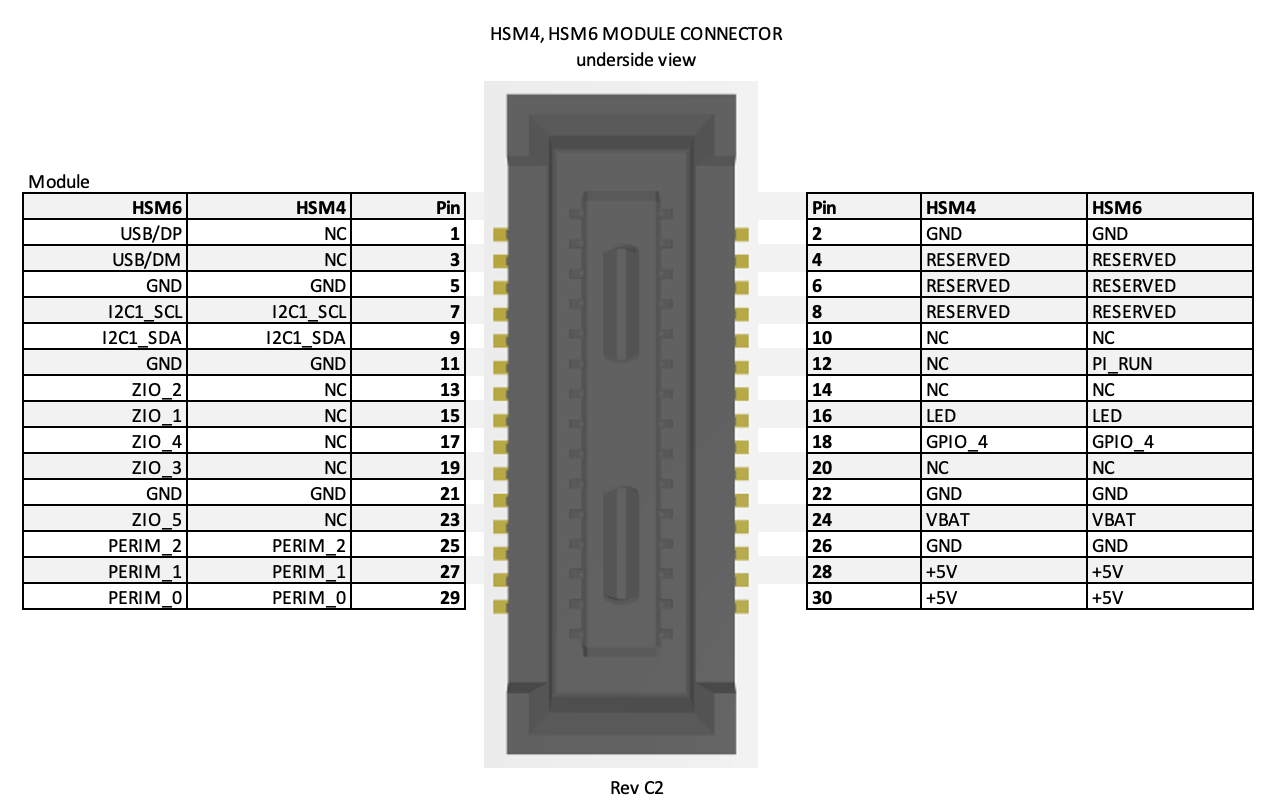 HSM4, HSM6 MODULE CONNECTOR
underside view
Module
HSM6 HSM4 Pin
USB/DP NC 1
USB/DM NC 3
GND GND 5
I2C1_SCL I2C1_SCL 7
I2C1_SDA I2C1_SDA 9
GND GND 11
ZIO_2 NC 13
ZIO_1 NC 15
ZIO_4 NC 17
ZIO_3 NC 19
GND GND 21
ZIO_5 NC 23
PERIM_2 PERIM_2 25
PERIM_1 PERIM_1 27
PERIM_0 PERIM_0 29
Pin HSM4 HSM6
2 GND GND
4 RESERVED RESERVED
6 RESERVED RESERVED
8 RESERVED RESERVED
10 NC NC
12 NC PI_RUN
14 NC NC
16 LED LED
18 GPIO_4 GPIO_4
20 NC NC
22 GND GND
24 VBAT VBAT
26 GND GND
28 +5V +5V
30 +5V +5V
Rev C2